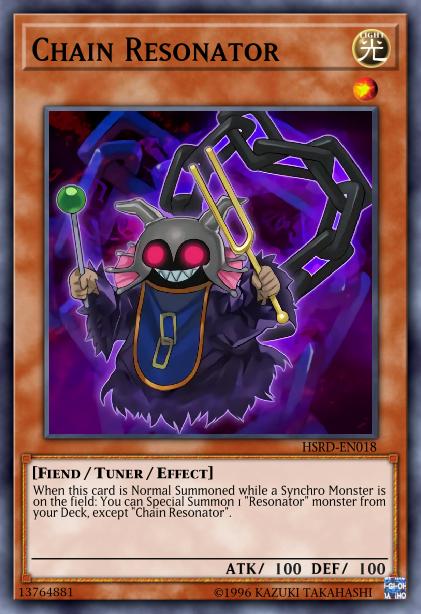 CHAIN RESONATOR
LIGHT
光
HSRD-EN018
[FIEND / TUNER / EFFECT]
When this card is Normal Summoned while a Synchro Monster is
on the field: You can Special Summon 1 "Resonator" monster from
your Deck, except "Chain Resonator".
ATK/ 100 DEF/ 100
13764881
©1996 KAZUKI TAKAHASHI